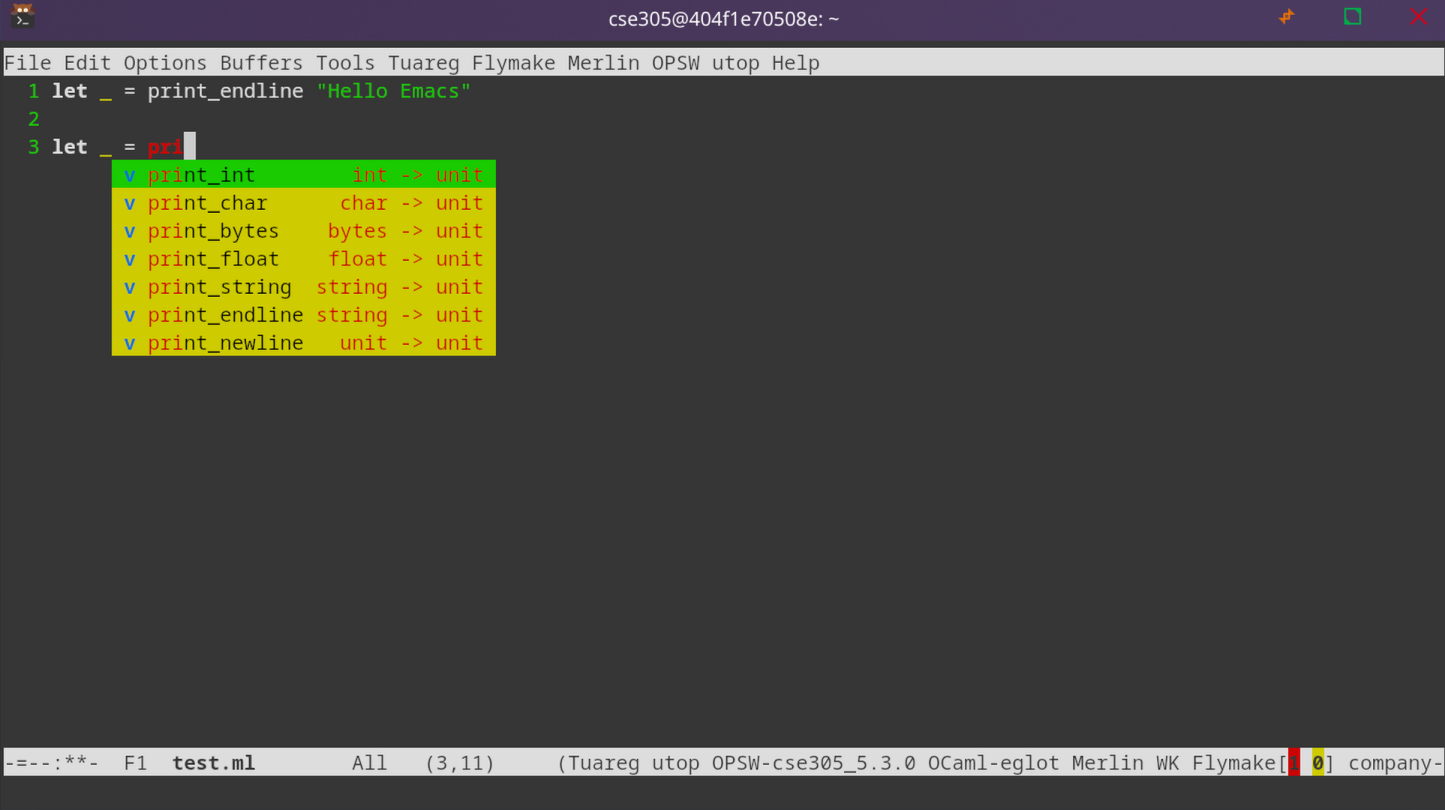 cse305@404f1e70508e: ~
File Edit Options Buffers Tools Tuareg Flymake Merlin OPSW utop Help
1 let _ = print_endline "Hello Emacs"
2
3 let _ = pri
v print_int int -> unit
v print_char char -> unit
v print_bytes bytes -> unit
v print_float float -> unit
v print_string string -> unit
v print_endline string -> unit
v print_newline unit -> unit
-=--:**- F1 test.ml All (3,11) (Tuareg utop OPSW-cse305_5.3.0 OCaml-eglot Merlin WK Flymake[1 0] company-